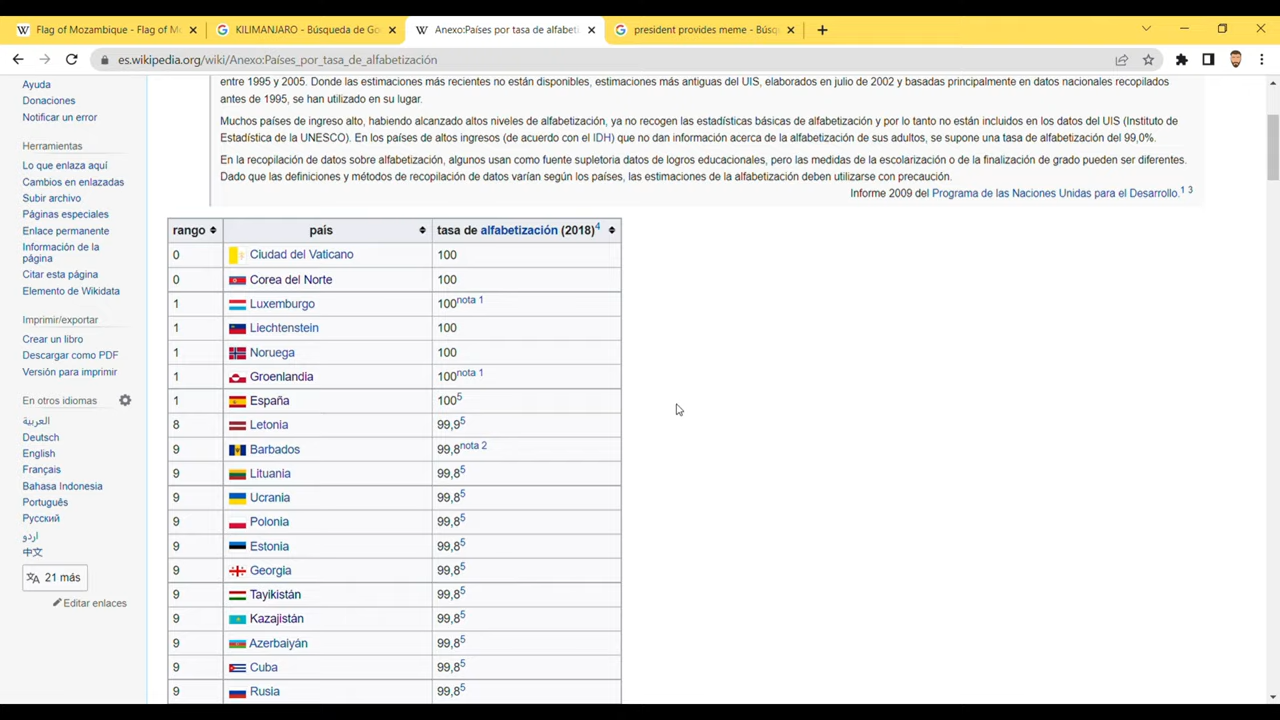 Flag of Mozambique - Flag of M
KILIMANJARO - Búsqueda de Go
Anexo:Países por tasa de alfabeti
president provides meme - Búsq
es.wikipedia.org/wiki/Anexo:Países_por_tasa_de_alfabetización
Ayuda
Donaciones
Notificar un error
Herramientas
Lo que enlaza aquí
Cambios en enlazadas
Subir archivo
Páginas especiales
Enlace permanente
Información de la
página
Citar esta página
Elemento de Wikidata
Imprimir/exportar
Crear un libro
Descargar como PDF
Versión para imprimir
En otros idiomas
العربية
Deutsch
English
Français
Bahasa Indonesia
Português
Русский
اردو
中文
21 más
Editar enlaces
entre 1995 y 2005. Donde las estimaciones más recientes no están disponibles, estimaciones más antiguas del UIS, elaborados en julio de 2002 y basadas principalmente en datos nacionales recopilados
antes de 1995, se han utilizado en su lugar.
Muchos países de ingreso alto, habiendo alcanzado altos niveles de alfabetización, ya no recogen las estadísticas básicas de alfabetización y por lo tanto no están incluidos en los datos del UIS (Instituto de
Estadística de la UNESCO). En los países de altos ingresos (de acuerdo con el IDH) que no dan información acerca de la alfabetización de sus adultos, se supone una tasa de alfabetización del 99,0%.
En la recopilación de datos sobre alfabetización, algunos usan como fuente supletoria datos de logros educacionales, pero las medidas de la escolarización o de la finalización de grado pueden ser diferentes.
Dado que las definiciones y métodos de recopilación de datos varían según los países, las estimaciones de la alfabetización deben utilizarse con precaución.
Informe 2009 del Programa de las Naciones Unidas para el Desarrollo.1 3
rango país tasa de alfabetización (2018)4
0 Ciudad del Vaticano 100
0 Corea del Norte 100
1 Luxemburgo 100nota 1
1 Liechtenstein 100
1 Noruega 100
1 Groenlandia 100nota 1
1 España 1005
8 Letonia 99,95
9 Barbados 99,8nota 2
9 Lituania 99,85
9 Ucrania 99,85
9 Polonia 99,85
9 Estonia 99,85
9 Georgia 99,85
9 Tayikistán 99,85
9 Kazajistán 99,85
9 Azerbaiyán 99,85
9 Cuba 99,85
9 Rusia 99,85